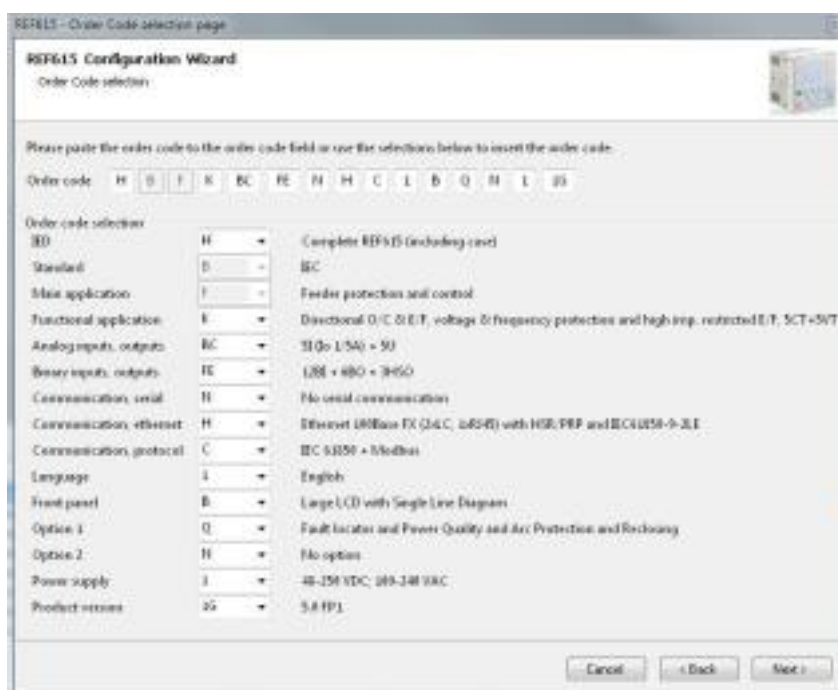 REF615 - Order Code selection page
REF615 Configuration Wizard
Order Code selection
Please paste the order code to the order code field or use the selections below to insert the order code.
Order code H B F K BC FE N H C 1 B Q N 1 1G
Order code selection
IED H Complete REF615 (including case)
Standard B IEC
Main application F Feeder protection and control
Functional application K Directional O/C & E/F, voltage & frequency protection and high imp. restricted E/F, 5CT+5VT
Analog inputs, outputs BC 5I (Io 1/5A) + 5U
Binary inputs, outputs FE 12BI + 6BO + 3HSO
Communication, serial N No serial communication
Communication, ethernet H Ethernet 100Base FX (2xLC, 1xRJ45) with HSR/PRP and IEC61850-9-2LE
Communication, protocol C IEC 61850 + Modbus
Language 1 English
Front panel B Large LCD with Single Line Diagram
Option 1 Q Fault locator and Power Quality and Arc Protection and Reclosing
Option 2 N No option
Power supply 1 48-250 VDC; 100-240 VAC
Product version 1G 5.0 FP1
Cancel < Back Next >